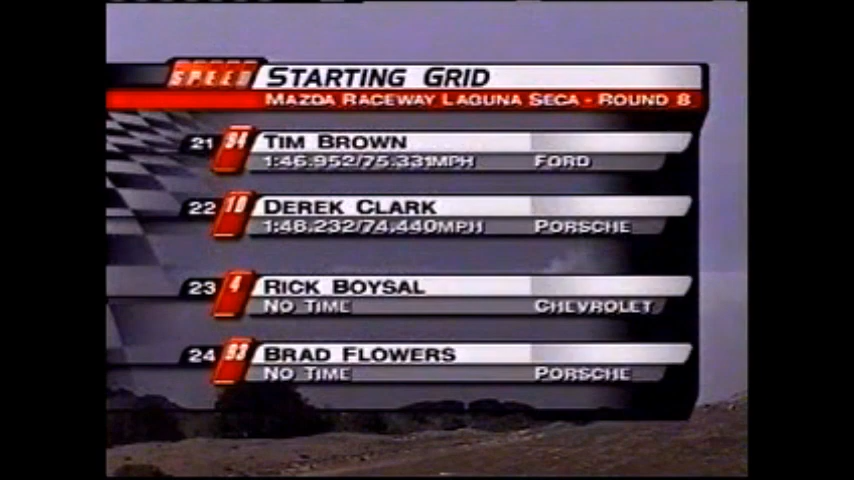 SPEED STARTING GRID
MAZDA RACEWAY LAGUNA SECA - ROUND 8
21 94 TIM BROWN
1:46.952/75.331MPH FORD
22 10 DEREK CLARK
1:48.232/74.440MPH PORSCHE
23 4 RICK BOYSAL
NO TIME CHEVROLET
24 93 BRAD FLOWERS
NO TIME PORSCHE